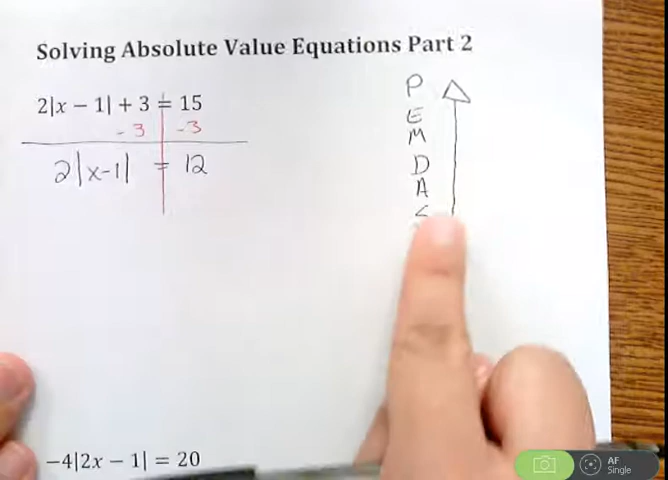 Solving Absolute Value Equations Part 2
2|x − 1| + 3 = 15
- 3 -3
2|x-1| = 12
P
E
M
D
A
−4|2x − 1| = 20
AF
Single